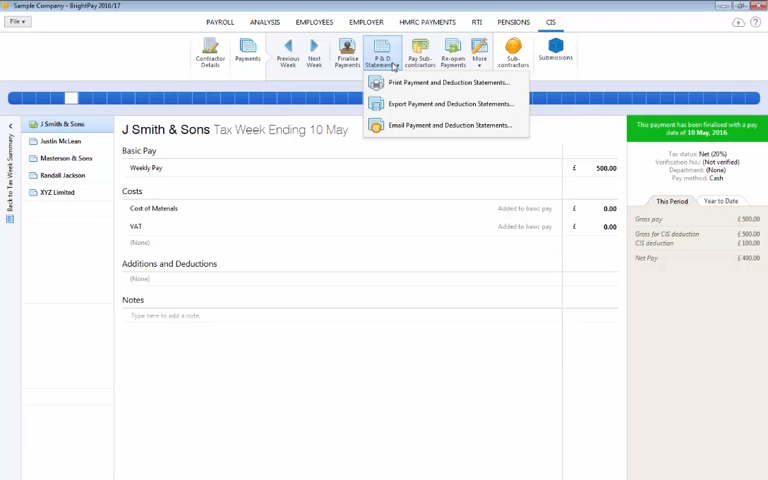 Sample Company - BrightPay 2016/17
File
PAYROLL ANALYSIS EMPLOYEES EMPLOYER HMRC PAYMENTS RTI PENSIONS CIS
Contractor Details
Payments
Previous Week
Next Week
Finalise Payments
P & D Statements
Pay Sub-contractors
Re-open Payments
More
Sub-contractors
Submissions
Print Payment and Deduction Statements...
Export Payment and Deduction Statements...
Email Payment and Deduction Statements...
Back to Tax Week Summary
J Smith & Sons
Justin McLean
Masterson & Sons
Randall Jackson
XYZ Limited
J Smith & Sons Tax Week Ending 10 May
Basic Pay
Weekly Pay £ 500.00
Costs
Cost of Materials Added to basic pay £ 0.00
VAT Added to basic pay £ 0.00
(None)
Additions and Deductions
(None)
Notes
Type here to add a note.
This payment has been finalised with a pay
date of 10 May, 2016.
Tax status: Net (20%)
Verification No.: (Not verified)
Department: (None)
Pay method: Cash
This Period Year to Date
Gross pay £ 500.00
Gross for CIS deduction £ 500.00
CIS deduction £ 100.00
Net Pay £ 400.00